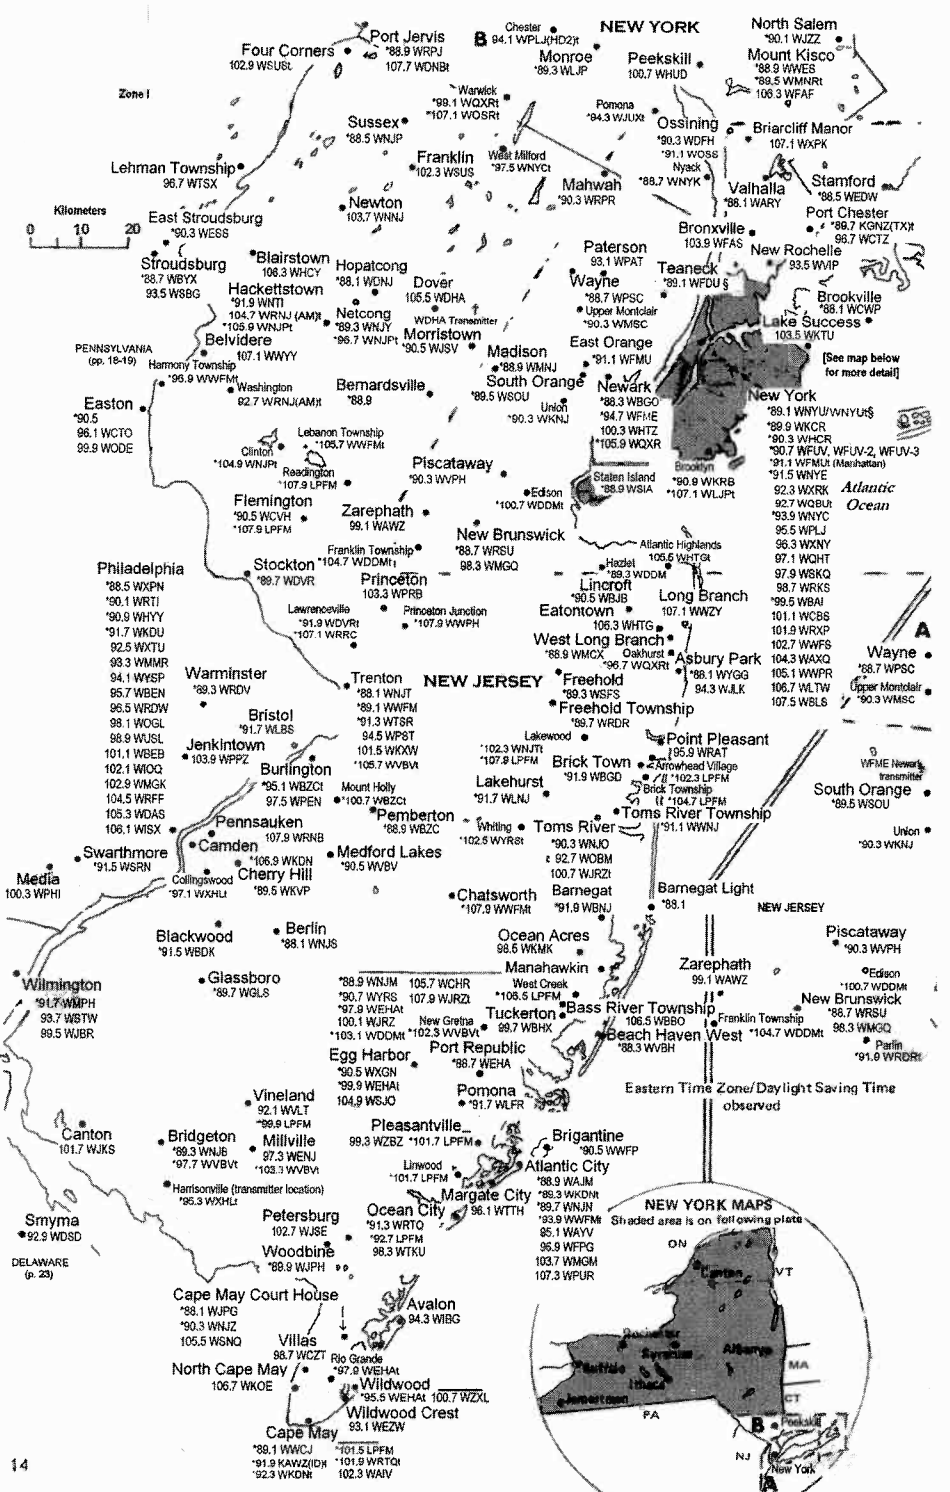 Port Jervis
*88.9 WRPJ
107.7 WDNBt
Four Corners
102.9 WSUSt
B
Chester
94.1 WPLJ(HD2)t
NEW YORK
Monroe
*89.3 WLJP
Peekskill
100.7 WHUD
North Salem
*90.1 WJZZ
Mount Kisco
*88.9 WWES
*89.5 WMNRt
106.3 WFAF
Zone I
Warwick
*99.1 WQXRt
*107.1 WOSRt
Pomona
*94.3 WJUXt
Sussex
*88.5 WNJP
Ossining
*90.3 WDFH
*91.1 WOSS
Briarcliff Manor
107.1 WXPK
Lehman Township
96.7 WTSX
Franklin
102.3 WSUS
West Milford
*97.5 WNYCt
Mahwah
*90.3 WRPR
Nyack
*88.7 WNYK
Valhalla
*88.1 WARY
Stamford
*88.5 WEDW
Kilometers
0 10 20
East Stroudsburg
*90.3 WESS
Newton
103.7 WNNJ
Bronxville
103.9 WFAS
Port Chester
*89.7 KGNZ(TX)t
96.7 WCTZ
New Rochelle
93.5 WVIP
Stroudsburg
*88.7 WBYX
93.5 WSBG
Blairstown
106.3 WHCY
Hopatcong
*88.1 WDNJ
Dover
105.5 WDHA
WDHA Transmitter
Paterson
93.1 WPAT
Teaneck
*89.1 WFDU §
Wayne
*88.7 WPSC
Upper Montclair
*90.3 WMSC
Hackettstown
*91.9 WNTI
104.7 WRNJ (AM)t
*105.9 WNJPt
Netcong
*89.3 WNJY
*96.7 WNJPt
Brookville
*88.1 WCWP
Lake Success
103.5 WKTU
PENNSYLVANIA
(pp. 18-19)
Belvidere
107.1 WWYY
Morristown
*90.5 WJSV
Madison
*88.9 WMNJ
East Orange
*91.1 WFMU
[See map below
for more detail]
Harmony Township
*96.9 WWFMt
Washington
92.7 WRNJ(AM)t
Bernardsville
*88.9
South Orange
*89.5 WSOU
Union
*90.3 WKNJ
Newark
*88.3 WBGO
*94.7 WFME
100.3 WHTZ
*105.9 WQXR
New York
*89.1 WNYU/WNYUt§
*89.9 WKCR
*90.3 WHCR
*90.7 WFUV, WFUV-2, WFUV-3
*91.1 WFMUt (Manhattan)
*91.5 WNYE
92.3 WXRK
92.7 WQBUt
*93.9 WNYC
95.5 WPLJ
96.3 WXNY
97.1 WQHT
97.9 WSKQ
98.7 WRKS
*99.5 WBAI
101.1 WCBS
101.9 WRXP
102.7 WWFS
104.3 WAXQ
105.1 WWPR
106.7 WLTW
107.5 WBLS
Atlantic
Ocean
Easton
*90.5
96.1 WCTO
99.9 WODE
Lebanon Township
*105.7 WWFMt
Clinton
*104.9 WNJPt
Readington
*107.9 LPFM
Piscataway
*90.3 WVPH
Brooklyn
*90.9 WKRB
*107.1 WLJPt
Staten Island
*88.9 WSIA
Edison
*100.7 WDDMt
Flemington
*90.5 WCVH
*107.9 LPFM
Zarephath
99.1 WAWZ
New Brunswick
*88.7 WRSU
98.3 WMGQ
Franklin Township
*104.7 WDDMt
Atlantic Highlands
105.5 WHTGt
Hazlet
*89.3 WDDM
Philadelphia
*88.5 WXPN
*90.1 WRTI
*90.9 WHYY
*91.7 WKDU
92.5 WXTU
93.3 WMMR
94.1 WYSP
95.7 WBEN
96.5 WRDW
98.1 WOGL
98.9 WUSL
101.1 WBEB
102.1 WIOQ
102.9 WMGK
104.5 WRFF
105.3 WDAS
106.1 WISX
Stockton
*89.7 WDVR
Princeton
103.3 WPRB
Lincroft
*90.5 WBJB
Long Branch
107.1 WWZY
Eatontown
106.3 WHTG
Lawrenceville
*91.9 WDVRt
*107.1 WRRC
Princeton Junction
*107.9 WWPH
West Long Branch
*88.9 WMCX
Oakhurst
*96.7 WQXRt
Asbury Park
*88.1 WYGG
94.3 WJLK
A
Wayne
*88.7 WPSC
Upper Montclair
*90.3 WMSC
Warminster
*89.3 WRDV
Trenton
*88.1 WNJT
*89.1 WWFM
*91.3 WTSR
94.5 WPST
101.5 WKXW
*105.7 WVBVt
NEW JERSEY
Freehold
*89.3 WSFS
Freehold Township
*89.7 WRDR
Bristol
*91.7 WLBS
Jenkintown
*103.9 WPPZ
Lakewood
*102.3 WNJTt
*107.9 LPFM
Point Pleasant
95.9 WRAT
Burlington
*95.1 WBZCt
97.5 WPEN
Brick Town
*91.9 WBGD
Arrowhead Village
*102.3 LPFM
Brick Township
*104.7 LPFM
WFME Newark
transmitter
South Orange
*89.5 WSOU
Union
*90.3 WKNJ
Mount Holly
*100.7 WBZCt
Lakehurst
*91.7 WLNJ
Pemberton
*88.9 WBZC
Whiting
*102.5 WYRSt
Toms River
*90.3 WNJO
92.7 WOBM
100.7 WJRZt
Toms River Township
*91.1 WWNJ
Pennsauken
107.9 WRNB
Camden
*106.9 WKDN
Medford Lakes
*90.5 WVBV
Swarthmore
*91.5 WSRN
Media
100.3 WPHI
Collingswood
*97.1 WXHLt
Cherry Hill
*89.5 WKVP
Chatsworth
*107.9 WWFMt
Barnegat
*91.9 WBNJ
Barnegat Light
*88.1
NEW JERSEY
Blackwood
*91.5 WBDK
Berlin
*88.1 WNJS
Ocean Acres
98.5 WKMK
Piscataway
*90.3 WVPH
Zarephath
99.1 WAWZ
Edison
*100.7 WDDMt
Wilmington
*91.7 WMPH
93.7 WSTW
99.5 WJBR
Glassboro
*89.7 WGLS
*88.9 WNJM
*90.7 WYRS
*97.9 WEHAt
100.1 WJRZ
*103.1 WDDMt
105.7 WCHR
107.9 WJRZt
Manahawkin
West Creek
*106.5 LPFM
New Gretna
*102.3 WVBVt
Tuckerton
99.7 WBHX
Bass River Township
106.5 WBBO
Beach Haven West
*88.3 WVBH
Franklin Township
*104.7 WDDMt
New Brunswick
*88.7 WRSU
98.3 WMGQ
Parlin
*91.9 WRDRt
Egg Harbor
*90.5 WXGN
*99.9 WEHAt
104.9 WSJO
Port Republic
*88.7 WEHA
Pomona
*91.7 WLFR
Eastern Time Zone/Daylight Saving Time
observed
Vineland
92.1 WVLT
*99.9 LPFM
Canton
101.7 WJKS
Bridgeton
*89.3 WNJB
*97.7 WVBVt
Millville
97.3 WENJ
*103.3 WVBVt
Pleasantville
99.3 WZBZ *101.7 LPFM
Brigantine
*90.5 WWFP
Linwood
*101.7 LPFM
Atlantic City
*88.9 WAJM
*89.3 WKDNt
*89.7 WNJN
*93.9 WWFMt
95.1 WAYV
96.9 WFPG
103.7 WMGM
107.3 WPUR
Harrisonville (transmitter location)
*95.3 WXHLt
Margate City
96.1 WTTH
Smyrna
*92.9 WDSD
DELAWARE
(p. 23)
Petersburg
102.7 WJSE
Ocean City
*91.3 WRTQ
*92.7 LPFM
98.3 WTKU
Woodbine
*89.9 WJPH
Cape May Court House
*88.1 WJPG
*90.3 WNJZ
105.5 WSNQ
Avalon
94.3 WIBG
Villas
98.7 WCZT
Rio Grande
*97.9 WEHAt
North Cape May
106.7 WKOE
Wildwood
*95.5 WEHAt 100.7 WZXL
Wildwood Crest
93.1 WEZW
Cape May
*89.1 WWCJ
*91.9 KAWZ(ID)t
*92.3 WKDNt
*101.5 LPFM
*101.9 WRTQt
102.3 WAIV
NEW YORK MAPS
Shaded area is on following plate
ON
Canton
VT
Rochester
Syracuse
Albany
Buffalo
Ithaca
Jamestown
MA
CT
PA
B
Peekskill
NJ
New York
A
14